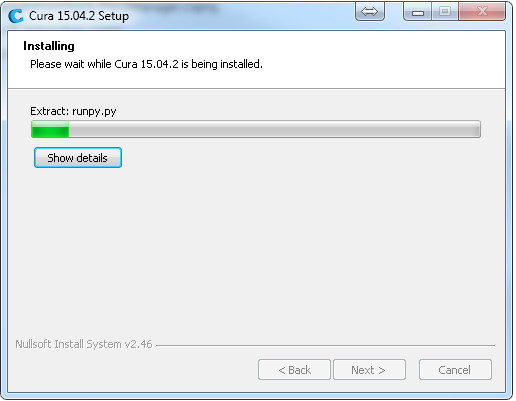 Cura 15.04.2 Setup
Installing
Please wait while Cura 15.04.2 is being installed.
Extract: runpy.py
Show details
Nullsoft Install System v2.46
< Back
Next >
Cancel